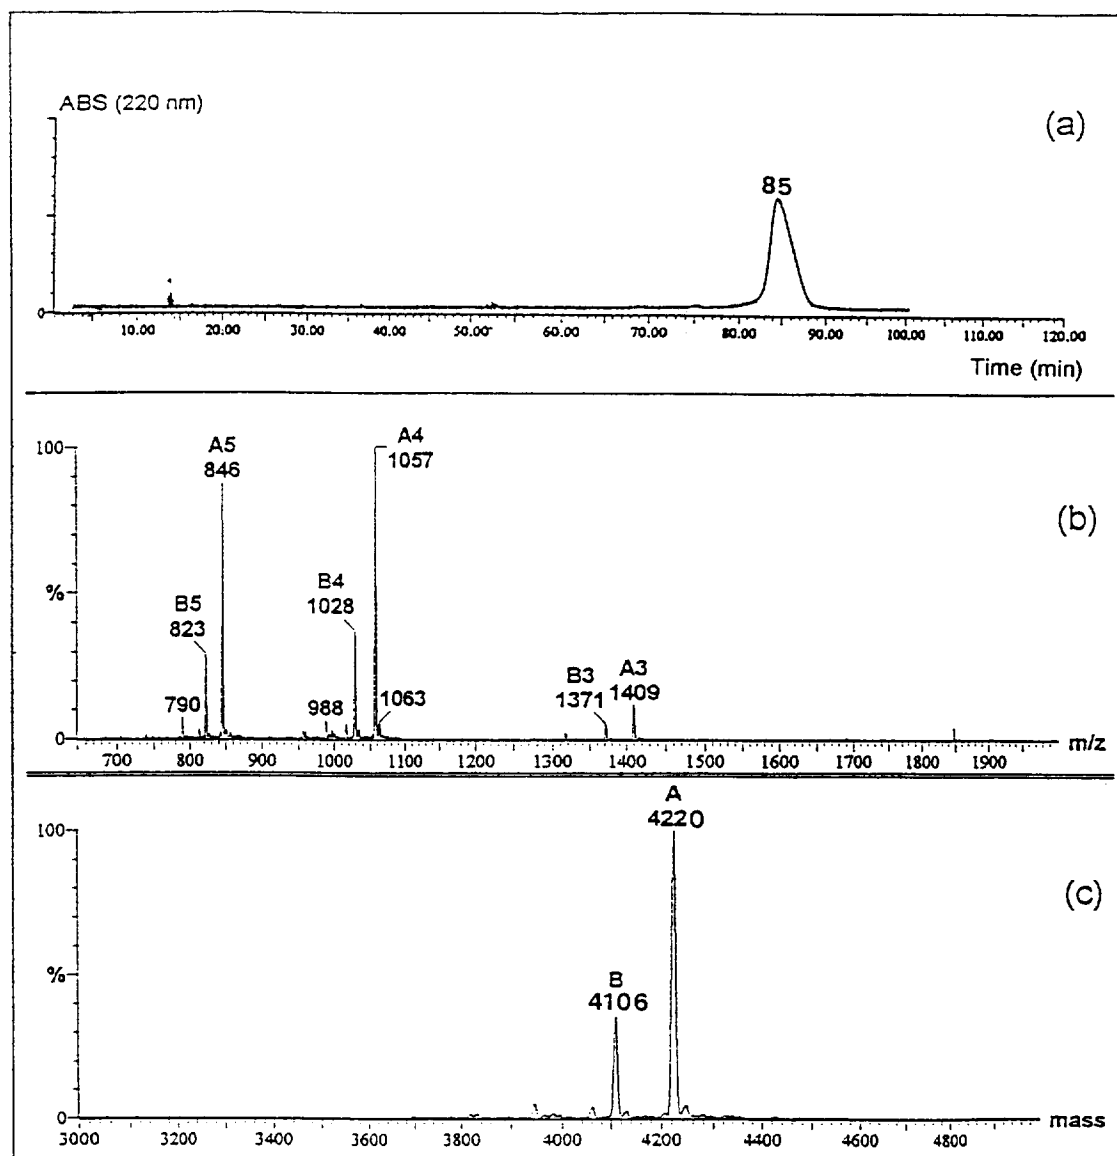 ABS (220 nm)
(a)
85
0
10.00 20.00 30.00 40.00 50.00 60.00 70.00 80.00 90.00 100.00 110.00 120.00
Time (min)
100
A5
846
A4
1057
(b)
%
B5
823
B4
1028
790
988
1063
B3
1371
A3
1409
0
m/z
700 800 900 1000 1100 1200 1300 1400 1500 1600 1700 1800 1900
A
4220
100
(c)
%
B
4106
0
mass
3000 3200 3400 3600 3800 4000 4200 4400 4600 4800